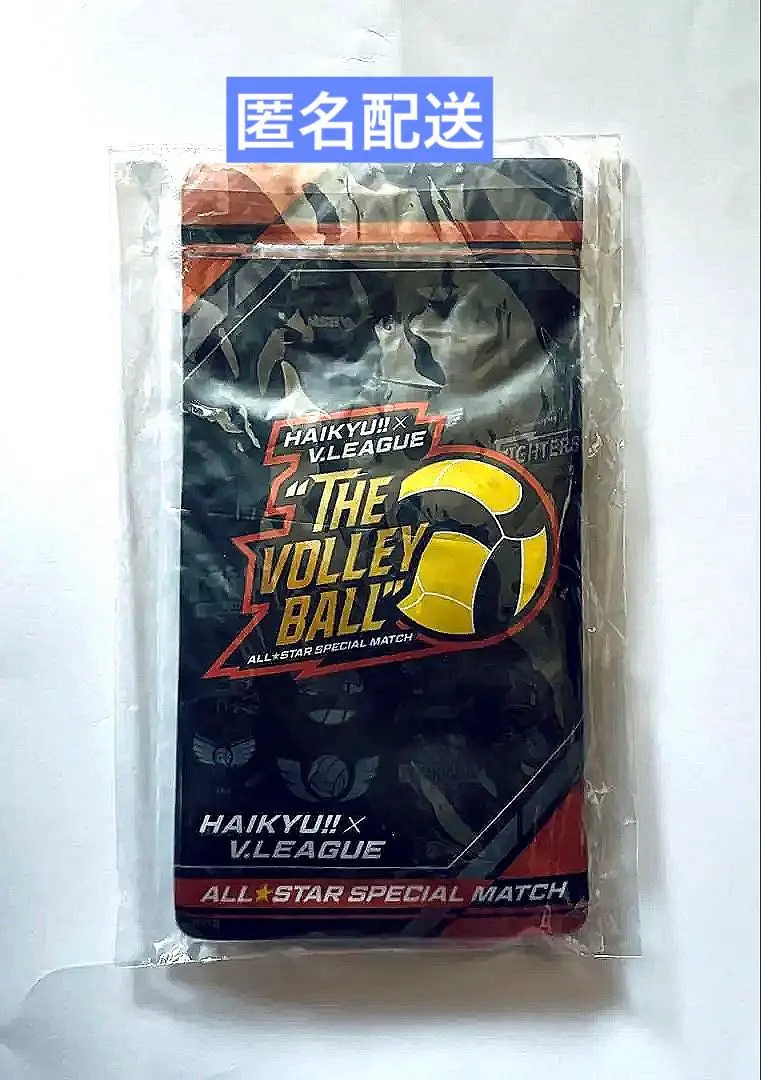 匿名配送
HAIKYU!!×
V.LEAGUE
"THE
VOLLEY
BALL"
ALL★STAR SPECIAL MATCH
HAIKYU!!×
V.LEAGUE
ALL★STAR SPECIAL MATCH